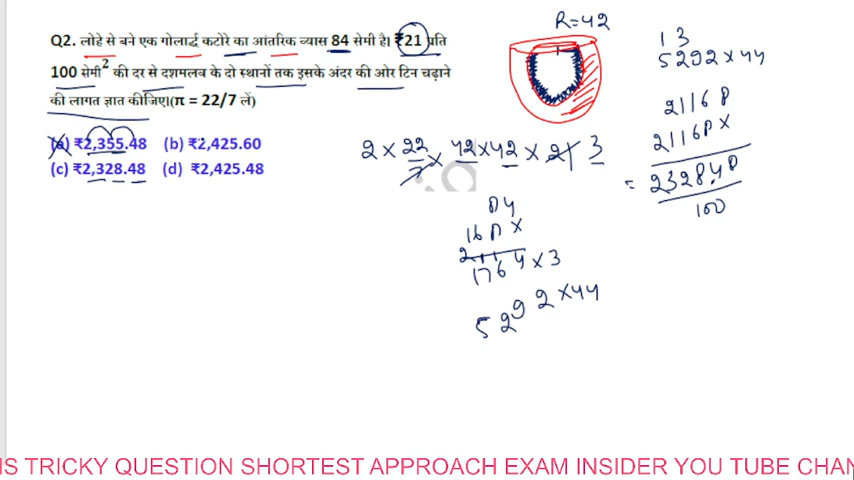 Q2. लोहे से बने एक गोलार्द्ध कटोरे का आंतरिक व्यास 84 सेमी है। ₹21 प्रति
100 सेमी² की दर से दशमलव के दो स्थानों तक इसके अंदर की ओर टिन चढ़ाने
की लागत ज्ञात कीजिए।(π = 22/7 लें)
(a) ₹2,355.48 (b) ₹2,425.60
(c) ₹2,328.48 (d) ₹2,425.48
R=42
2 × 22/7 × 42 × 42 × 21 3
84
168 ×
1764 × 3
5292 × 44
1 3
5292 × 44
21168
21168 ×
= 232848
100
IS TRICKY QUESTION SHORTEST APPROACH EXAM INSIDER YOU TUBE CHAN